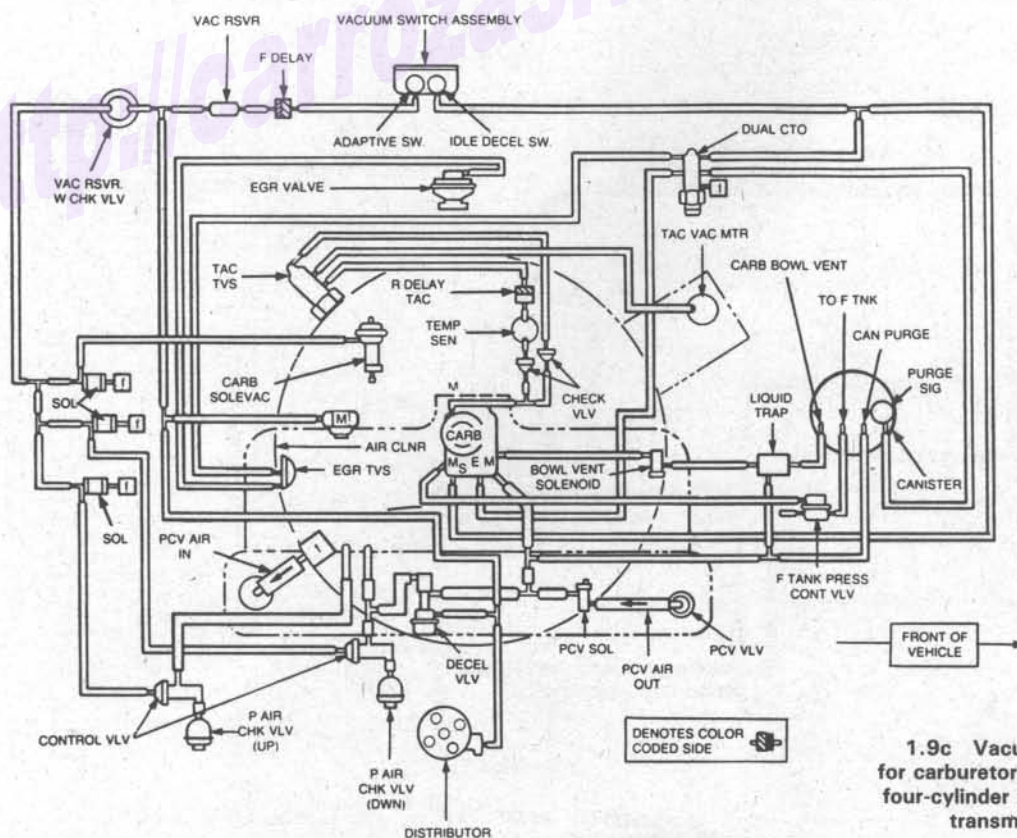 http://carrozas
VAC RSVR
VACUUM SWITCH ASSEMBLY
F DELAY
ADAPTIVE SW.
IDLE DECEL SW.
DUAL CTO
VAC RSVR.
W CHK VLV
EGR VALVE
TAC
TVS
TAC VAC MTR
CARB BOWL VENT
R DELAY
TAC
TO F TNK
TEMP
SEN
CAN PURGE
PURGE
SIG
CARB
SOLEVAC
M
CHECK
VLV
LIQUID
TRAP
SOL
M
CARB
AIR CLNR
M S E M
EGR TVS
BOWL VENT
SOLENOID
CANISTER
SOL
PCV AIR
IN
F TANK PRESS
CONT VLV
DECEL
VLV
PCV SOL
PCV VLV
PCV AIR
OUT
FRONT OF
VEHICLE
CONTROL VLV
P AIR
CHK VLV
(UP)
P AIR
CHK VLV
(DWN)
DENOTES COLOR
CODED SIDE
DISTRIBUTOR
1.9c Vacu
for carburetor
four-cylinder
transm